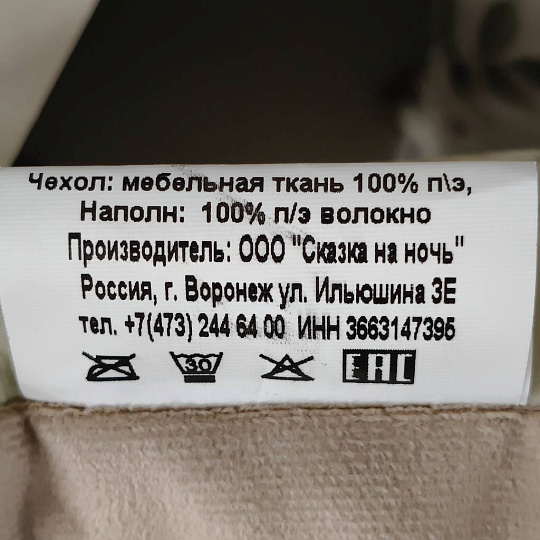 Чехол: мебельная ткань 100% п\э,
Наполн: 100% п/э волокно
Производитель: ООО "Сказка на ночь"
Россия, г. Воронеж ул. Ильюшина 3Е
тел. +7(473) 244 64 00 ИНН 3663147395
30 EAC